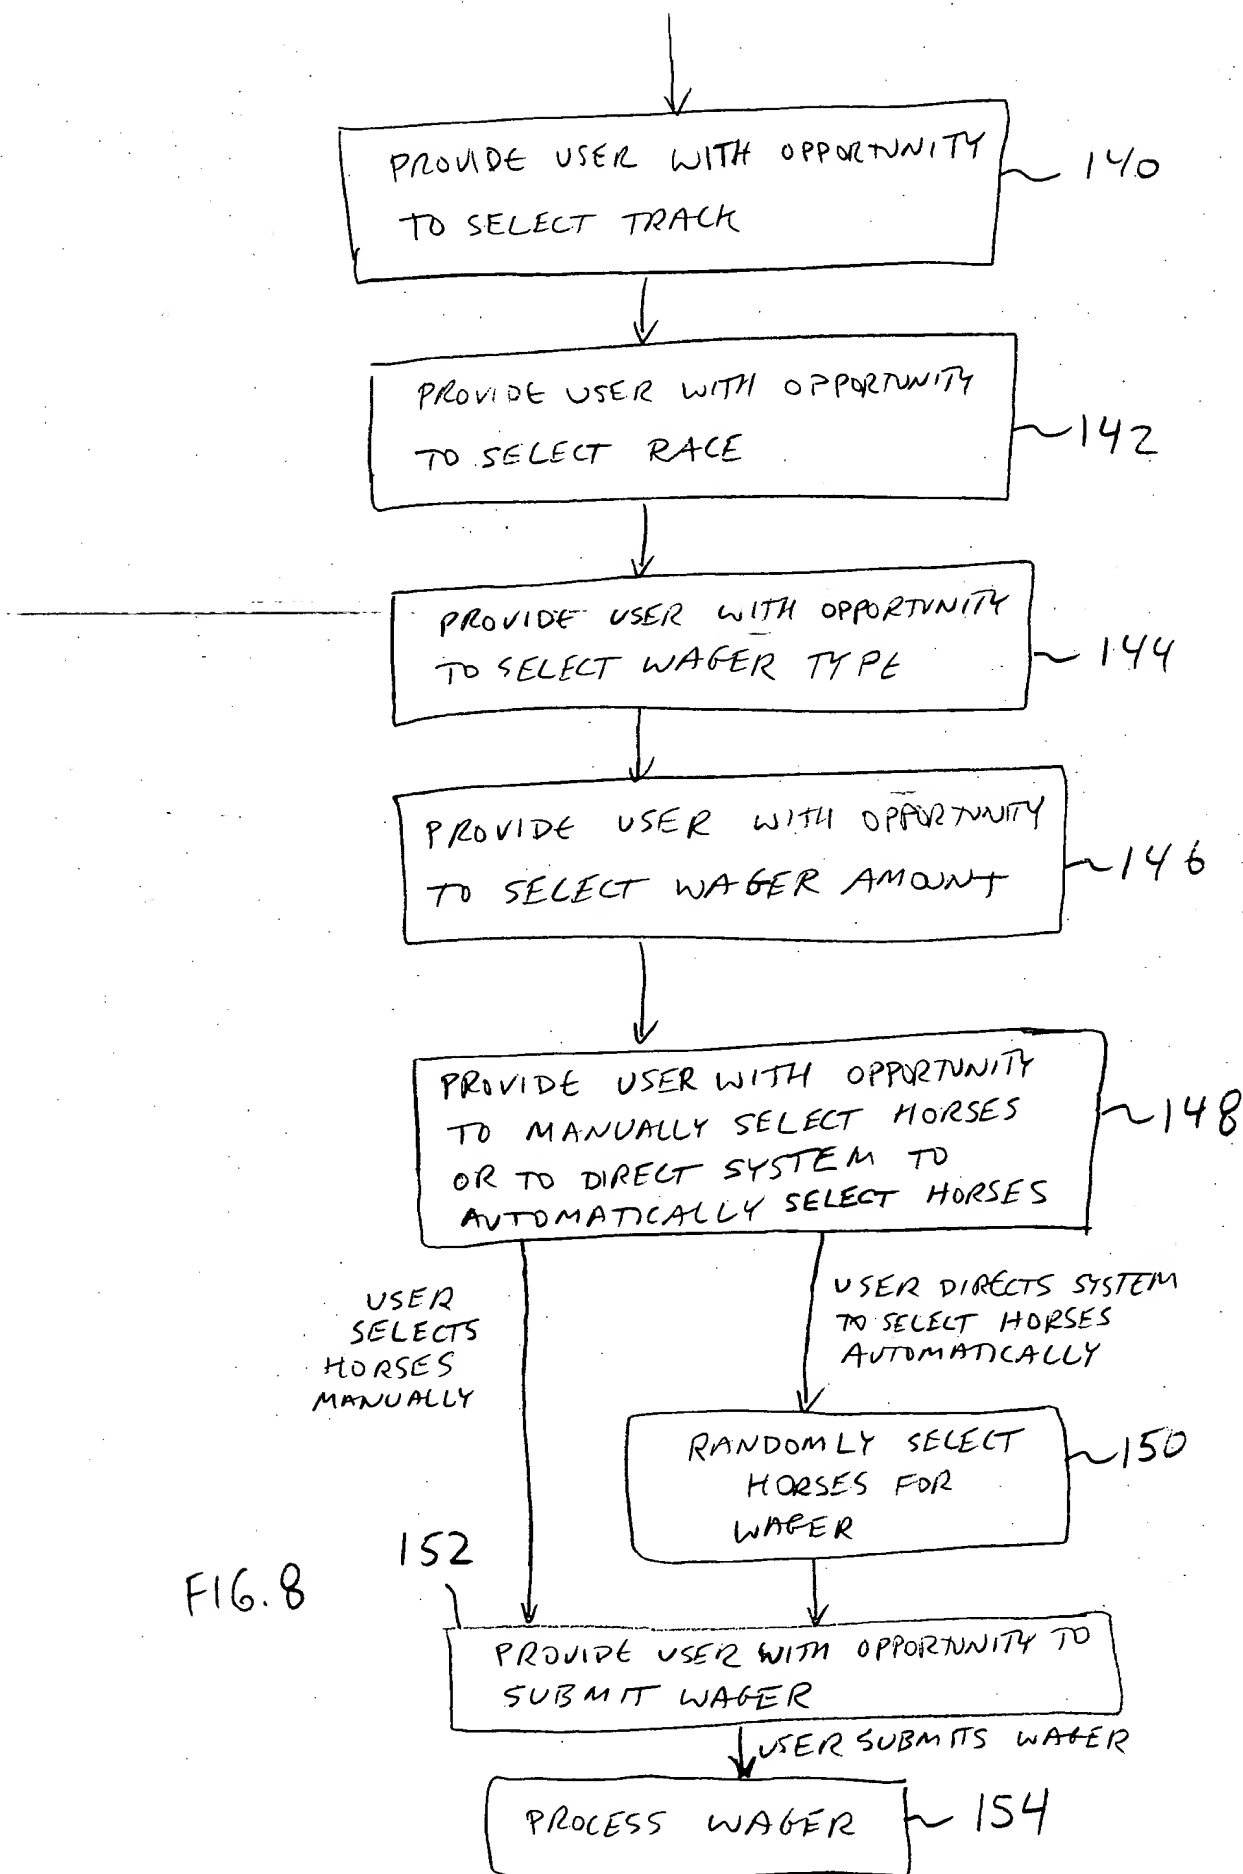 PROVIDE USER WITH OPPORTUNITY
TO SELECT TRACK
140
PROVIDE USER WITH OPPORTUNITY
TO SELECT RACE
142
PROVIDE USER WITH OPPORTUNITY
TO SELECT WAGER TYPE
144
PROVIDE USER WITH OPPORTUNITY
TO SELECT WAGER AMOUNT
146
PROVIDE USER WITH OPPORTUNITY
TO MANUALLY SELECT HORSES
OR TO DIRECT SYSTEM TO
AUTOMATICALLY SELECT HORSES
148
USER
SELECTS
HORSES
MANUALLY
USER DIRECTS SYSTEM
TO SELECT HORSES
AUTOMATICALLY
RANDOMLY SELECT
HORSES FOR
WAGER
150
152
FIG. 8
PROVIDE USER WITH OPPORTUNITY TO
SUBMIT WAGER
USER SUBMITS WAGER
PROCESS WAGER
154